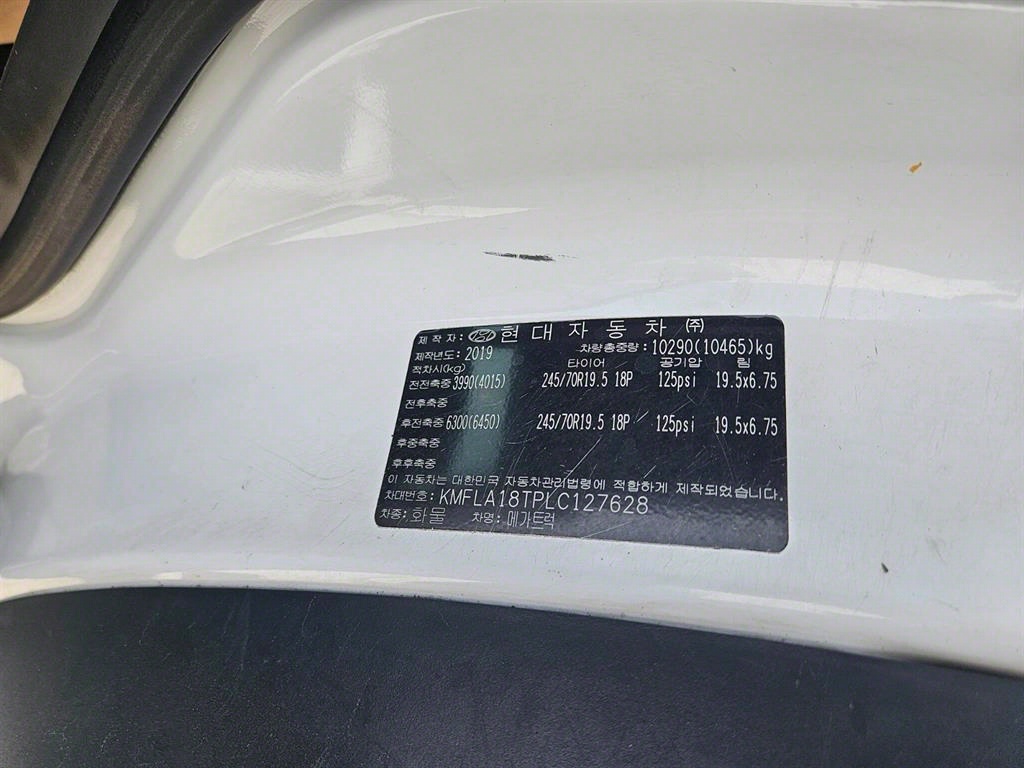 제작자: 현대자동차 ㈜
제작년도: 2019 차량총중량: 10290(10465)kg
적차시(kg) 타이어 공기압 림
전전축중 3990(4015) 245/70R19.5 18P 125psi 19.5x6.75
전후축중
후전축중 6300(6450) 245/70R19.5 18P 125psi 19.5x6.75
후중축중
후후축중
이 자동차는 대한민국 자동차관리법령에 적합하게 제작되었습니다.
차대번호: KMFLA18TPLC127628
차종: 화물 차명: 메가트럭